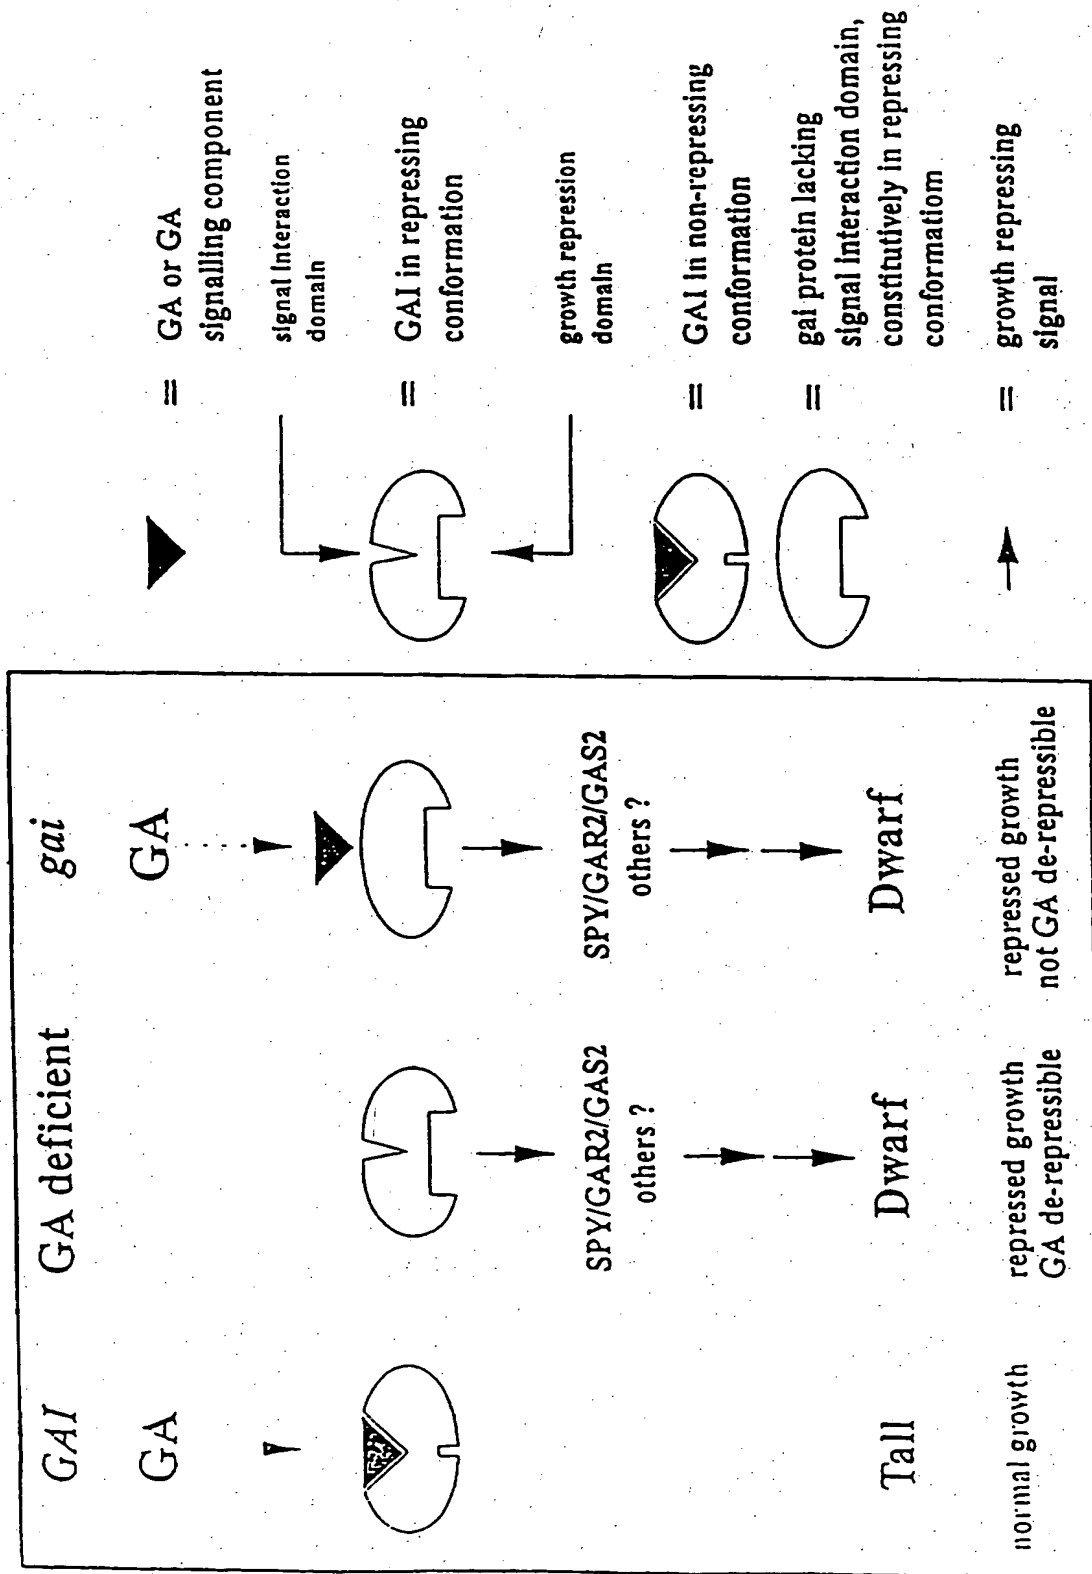 GAI
GA
Tall
normal growth
GA deficient
SPY/GAR2/GAS2
others ?
Dwarf
repressed growth
GA de-repressible
gai
GA
SPY/GAR2/GAS2
others ?
Dwarf
repressed growth
not GA de-repressible
= GA or GA
signalling component
signal interaction
domain
= GAI in repressing
conformation
growth repression
domain
= GAI in non-repressing
conformation
= gai protein lacking
signal interaction domain,
constitutively in repressing
conformation
= growth repressing
signal